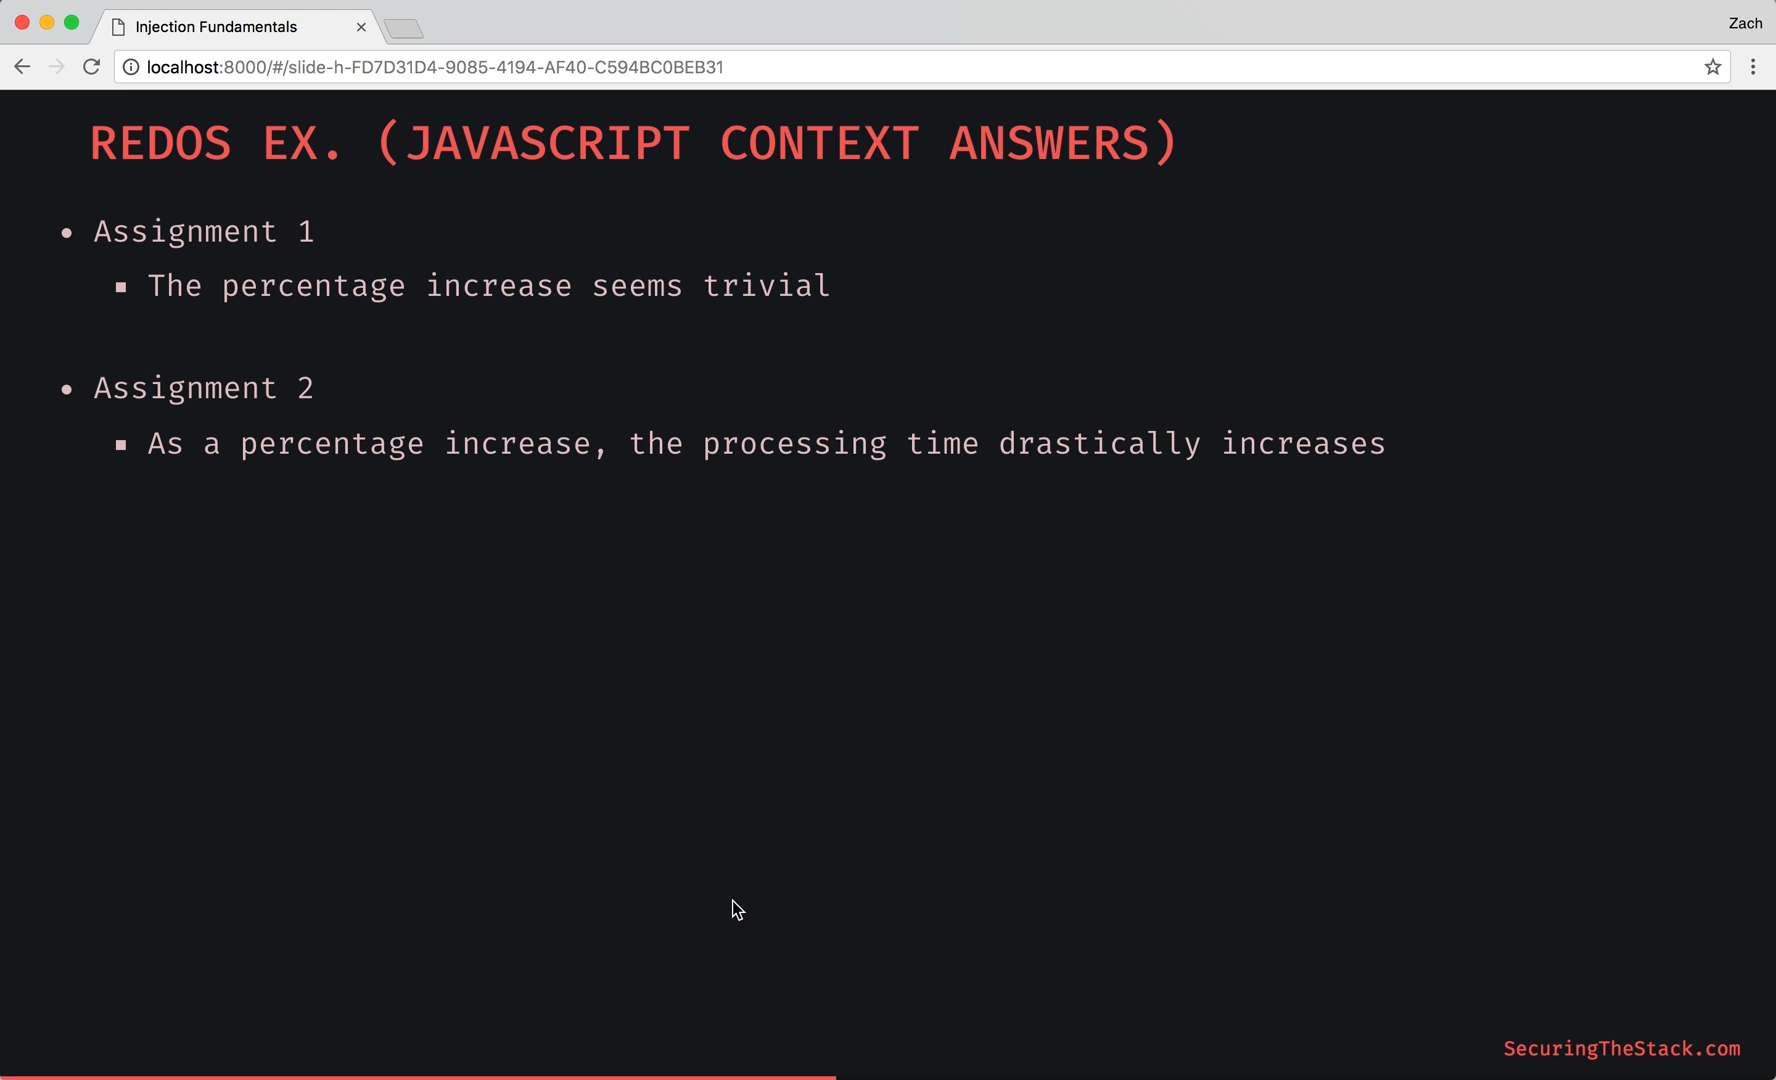 Injection Fundamentals
Zach
localhost:8000/#/slide-h-FD7D31D4-9085-4194-AF40-C594BC0BEB31
REDOS EX. (JAVASCRIPT CONTEXT ANSWERS)
Assignment 1
The percentage increase seems trivial
Assignment 2
As a percentage increase, the processing time drastically increases
SecuringTheStack.com